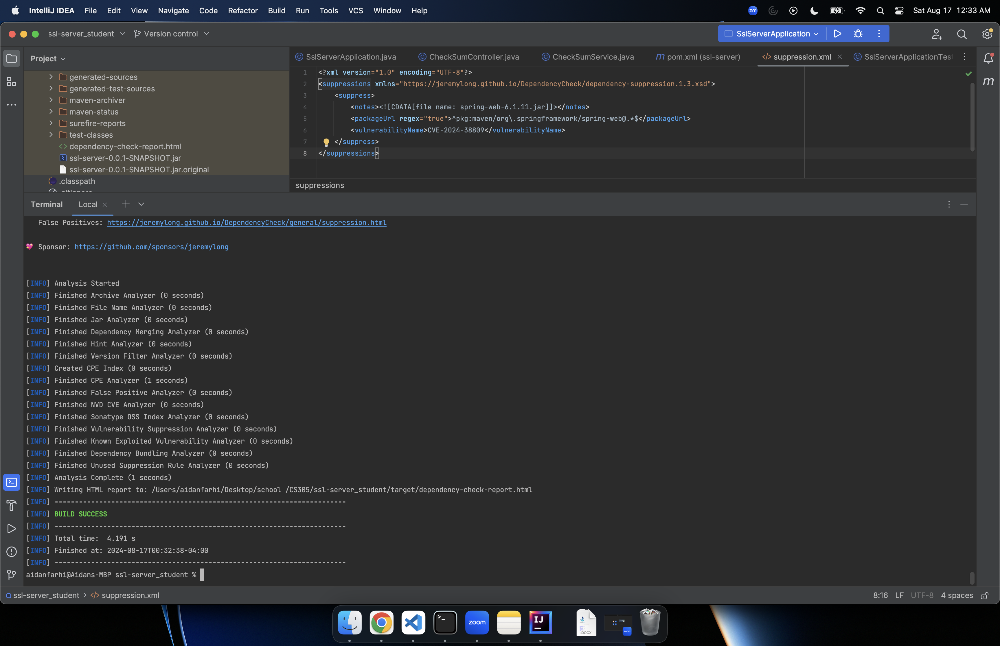 IntelliJ IDEA File Edit View Navigate Code Refactor Build Run Tools VCS Window Help
zm Sat Aug 17 12:33 AM
ssl-server_student Version control
SslServerApplication
Project
SslServerApplication.java CheckSumController.java CheckSumService.java m pom.xml (ssl-server) </> suppression.xml SslServerApplicationTes
generated-sources
generated-test-sources
maven-archiver
maven-status
surefire-reports
test-classes
<> dependency-check-report.html
ssl-server-0.0.1-SNAPSHOT.jar
ssl-server-0.0.1-SNAPSHOT.jar.original
.classpath
.gitignore
1 <?xml version="1.0" encoding="UTF-8"?>
2 <suppressions xmlns="https://jeremylong.github.io/DependencyCheck/dependency-suppression.1.3.xsd">
3 <suppress>
4 <notes><![CDATA[file name: spring-web-6.1.11.jar]]></notes>
5 <packageUrl regex="true">^pkg:maven/org\.springframework/spring-web@.*$</packageUrl>
6 <vulnerabilityName>CVE-2024-38809</vulnerabilityName>
7 </suppress>
8 </suppressions>
suppressions
m
Terminal Local
False Positives: https://jeremylong.github.io/DependencyCheck/general/suppression.html
💖 Sponsor: https://github.com/sponsors/jeremylong
[INFO] Analysis Started
[INFO] Finished Archive Analyzer (0 seconds)
[INFO] Finished File Name Analyzer (0 seconds)
[INFO] Finished Jar Analyzer (0 seconds)
[INFO] Finished Dependency Merging Analyzer (0 seconds)
[INFO] Finished Hint Analyzer (0 seconds)
[INFO] Finished Version Filter Analyzer (0 seconds)
[INFO] Created CPE Index (0 seconds)
[INFO] Finished CPE Analyzer (1 seconds)
[INFO] Finished False Positive Analyzer (0 seconds)
[INFO] Finished NVD CVE Analyzer (0 seconds)
[INFO] Finished Sonatype OSS Index Analyzer (0 seconds)
[INFO] Finished Vulnerability Suppression Analyzer (0 seconds)
[INFO] Finished Known Exploited Vulnerability Analyzer (0 seconds)
[INFO] Finished Dependency Bundling Analyzer (0 seconds)
[INFO] Finished Unused Suppression Rule Analyzer (0 seconds)
[INFO] Analysis Complete (1 seconds)
[INFO] Writing HTML report to: /Users/aidanfarhi/Desktop/school /CS305/ssl-server_student/target/dependency-check-report.html
[INFO] ------------------------------------------------------------------------
[INFO] BUILD SUCCESS
[INFO] ------------------------------------------------------------------------
[INFO] Total time:  4.191 s
[INFO] Finished at: 2024-08-17T00:32:38-04:00
[INFO] ------------------------------------------------------------------------
aidanfarhi@Aidans-MBP ssl-server_student %
ssl-server_student > </> suppression.xml
8:16 LF UTF-8 4 spaces
zoom IJ DOCX zoom